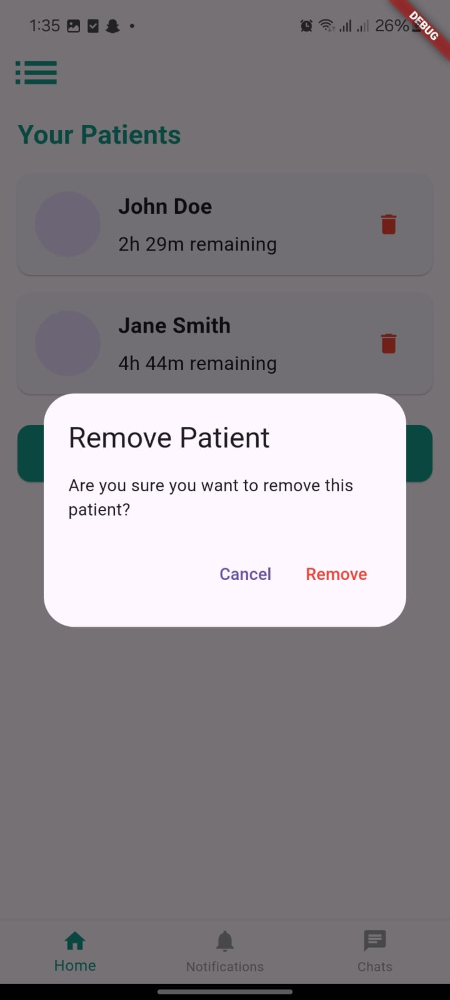 1:35
26%
DEBUG
Your Patients
John Doe
2h 29m remaining
Jane Smith
4h 44m remaining
Remove Patient
Are you sure you want to remove this
patient?
Cancel Remove
Home Notifications Chats